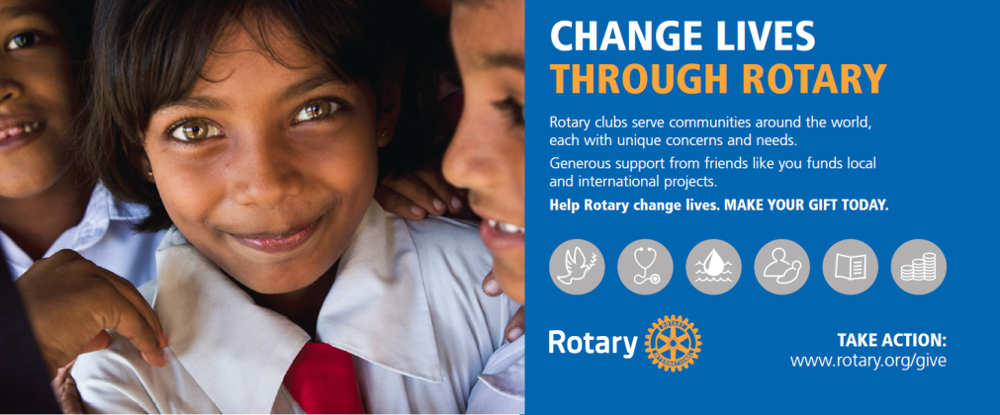 CHANGE LIVES
THROUGH ROTARY
Rotary clubs serve communities around the world,
each with unique concerns and needs.
Generous support from friends like you funds local
and international projects.
Help Rotary change lives. MAKE YOUR GIFT TODAY.
Rotary
ROTARY
INTERNATIONAL
TAKE ACTION:
www.rotary.org/give